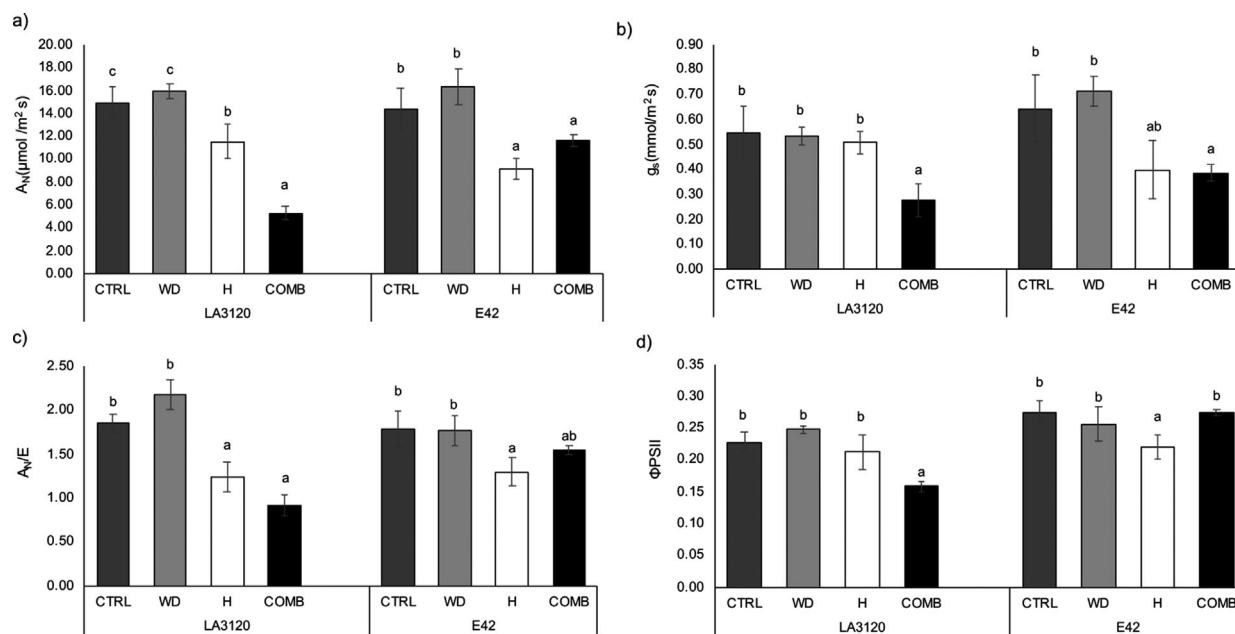 a)
20.00
18.00
16.00
14.00
12.00
10.00
8.00
6.00
4.00
2.00
0.00
A_N(μmol /m² s)
c c b a b b a a
CTRL WD H COMB CTRL WD H COMB
LA3120 E42
b)
0.90
0.80
0.70
0.60
0.50
0.40
0.30
0.20
0.10
0.00
g_s(mmol/m² s)
b b b a b b ab a
CTRL WD H COMB CTRL WD H COMB
LA3120 E42
c)
2.50
2.00
1.50
1.00
0.50
0.00
A_N/E
b b a a b b a ab
CTRL WD H COMB CTRL WD H COMB
LA3120 E42
d)
0.35
0.30
0.25
0.20
0.15
0.10
0.05
0.00
ΦPSII
b b b a b b a b
CTRL WD H COMB CTRL WD H COMB
LA3120 E42